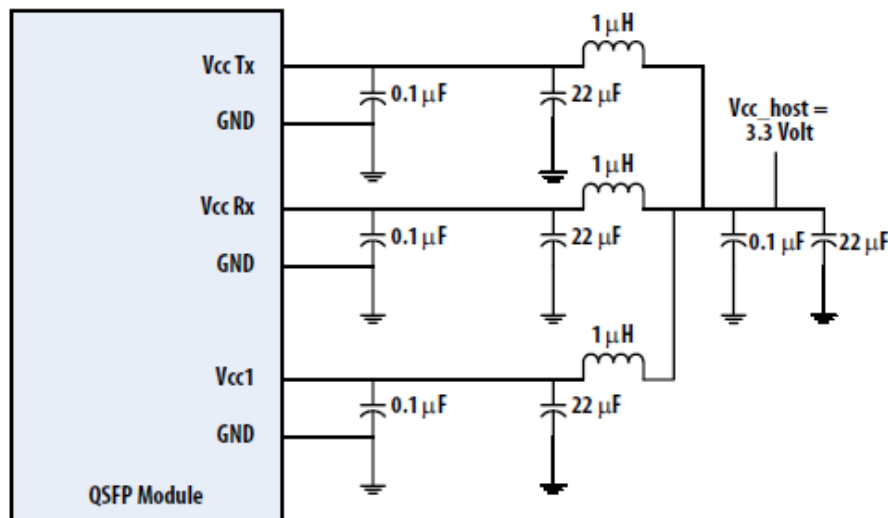 1 µH
Vcc Tx
0.1 µF
22 µF
GND
Vcc_host =
3.3 Volt
1 µH
Vcc Rx
0.1 µF
22 µF
0.1 µF
22 µF
GND
1 µH
Vcc1
0.1 µF
22 µF
GND
QSFP Module